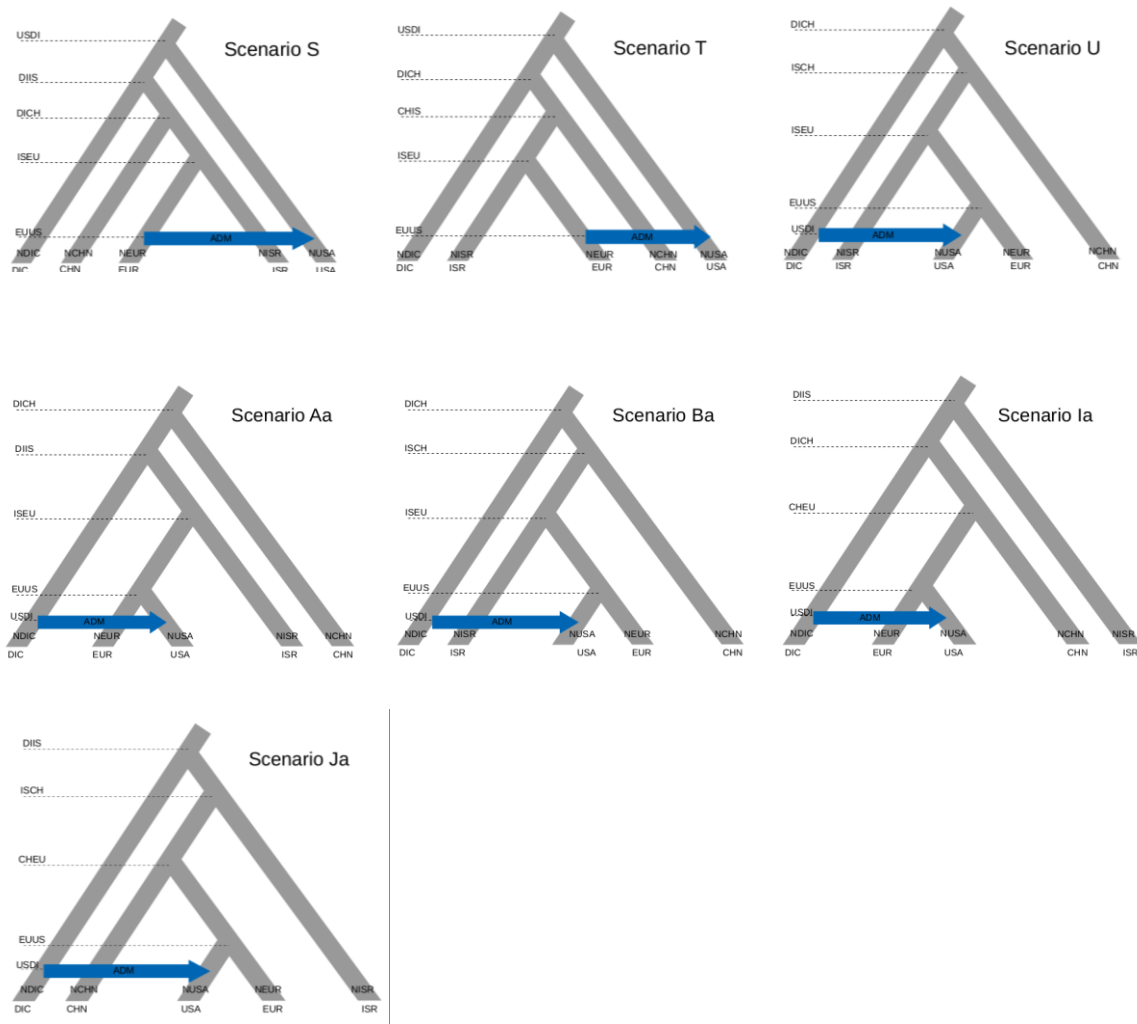 Scenario S
USDI
DIIS
DICH
ISEU
EUUS
ADM
NDIC NCHN NEUR NISR NUSA
DIC CHN EUR ISR USA
Scenario T
USDI
DICH
CHIS
ISEU
EUUS
ADM
NDIC NISR NEUR NCHN NUSA
DIC ISR EUR CHN USA
Scenario U
DICH
ISCH
ISEU
EUUS
USDI
ADM
NDIC NISR NUSA NEUR NCHN
DIC ISR USA EUR CHN
Scenario Aa
DICH
DIIS
ISEU
EUUS
USDI
ADM
NDIC NEUR NUSA NISR NCHN
DIC EUR USA ISR CHN
Scenario Ba
DICH
ISCH
ISEU
EUUS
USDI
ADM
NDIC NISR NUSA NEUR NCHN
DIC ISR USA EUR CHN
Scenario Ia
DIIS
DICH
CHEU
EUUS
USDI
ADM
NDIC NEUR NUSA NCHN NISR
DIC EUR USA CHN ISR
Scenario Ja
DIIS
ISCH
CHEU
EUUS
USDI
ADM
NDIC NCHN NUSA NEUR NISR
DIC CHN USA EUR ISR